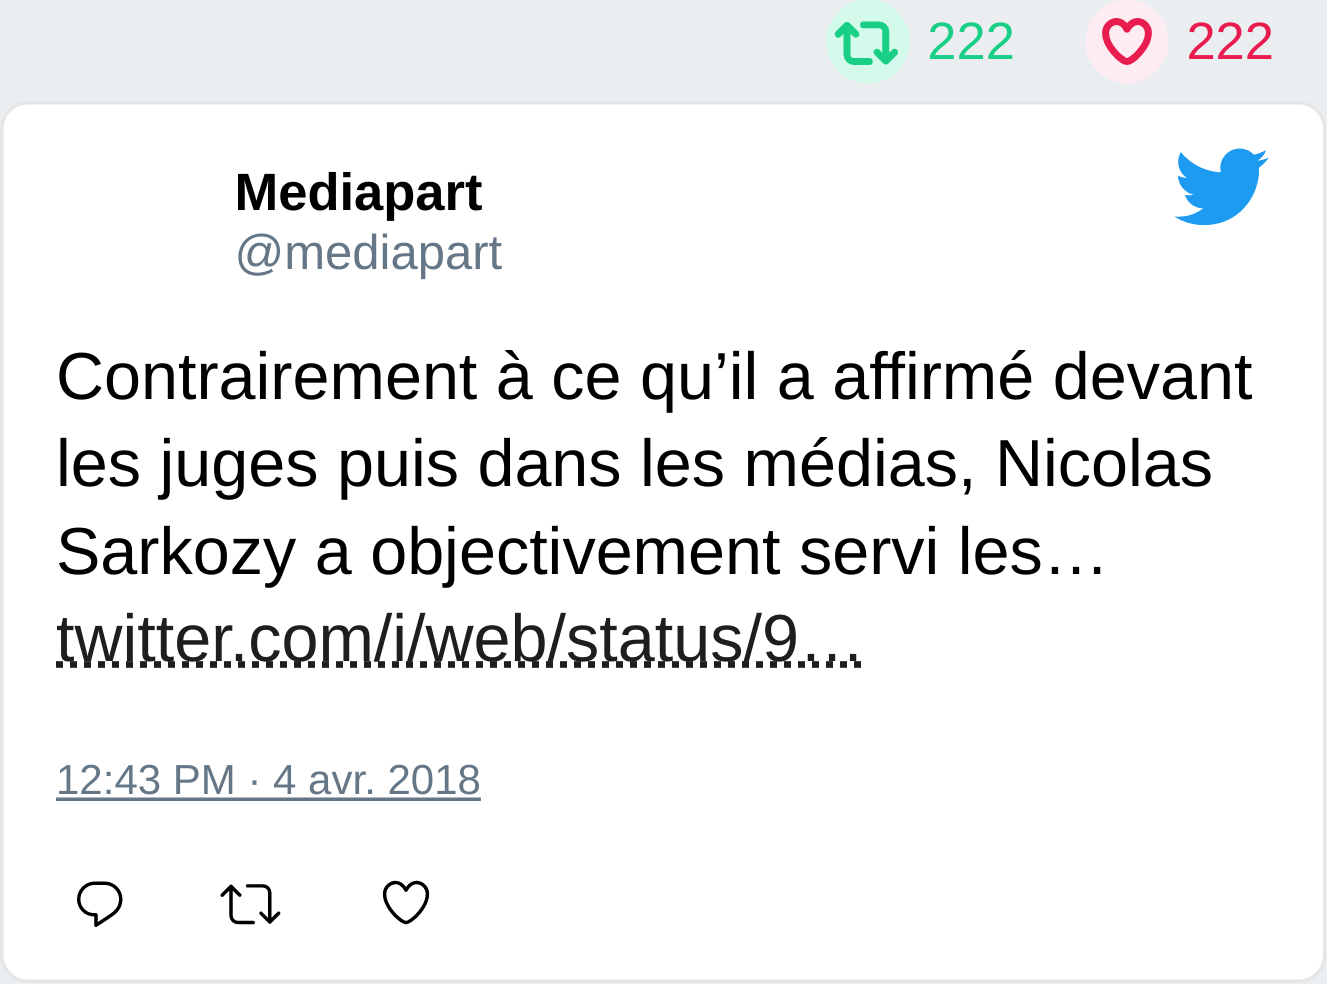 222 222
Mediapart
@mediapart
Contrairement à ce qu’il a affirmé devant
les juges puis dans les médias, Nicolas
Sarkozy a objectivement servi les…
twitter.com/i/web/status/9…
12:43 PM · 4 avr. 2018